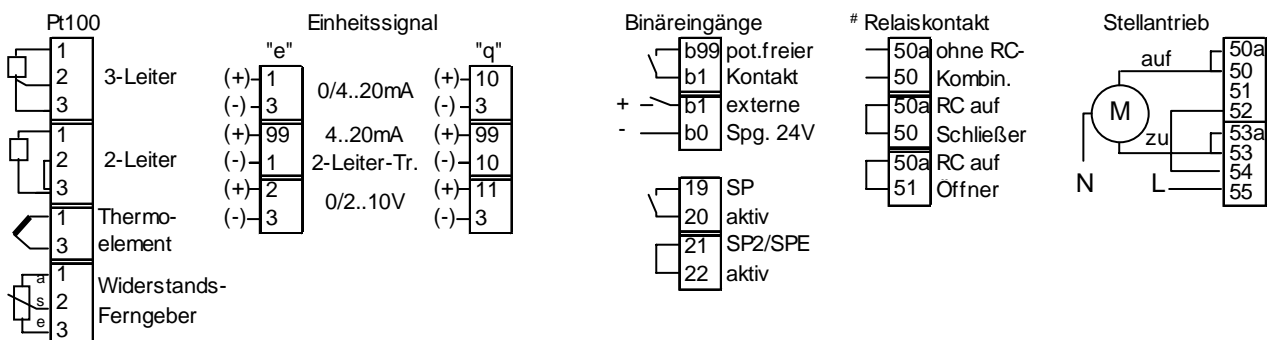 Pt100
1
2
3
3-Leiter
1
2
3
2-Leiter
1
3
Thermo-
element
a
s
e
1
2
3
Widerstands-
Ferngeber
Einheitssignal
"e"
"q"
(+) 1
(-) 3
0/4..20mA
(+) 10
(-) 3
(+) 99
(-) 1
4..20mA
2-Leiter-Tr.
(+) 99
(-) 10
(+) 2
(-) 3
0/2..10V
(+) 11
(-) 3
Binäreingänge
b99 pot.freier
b1 Kontakt
+ b1 externe
- b0 Spg. 24V
19 SP
20 aktiv
21 SP2/SPE
22 aktiv
# Relaiskontakt
50a ohne RC-
50 Kombin.
50a RC auf
50 Schließer
50a RC auf
51 Öffner
Stellantrieb
auf
M
zu
N
L
50a
50
51
52
53a
53
54
55